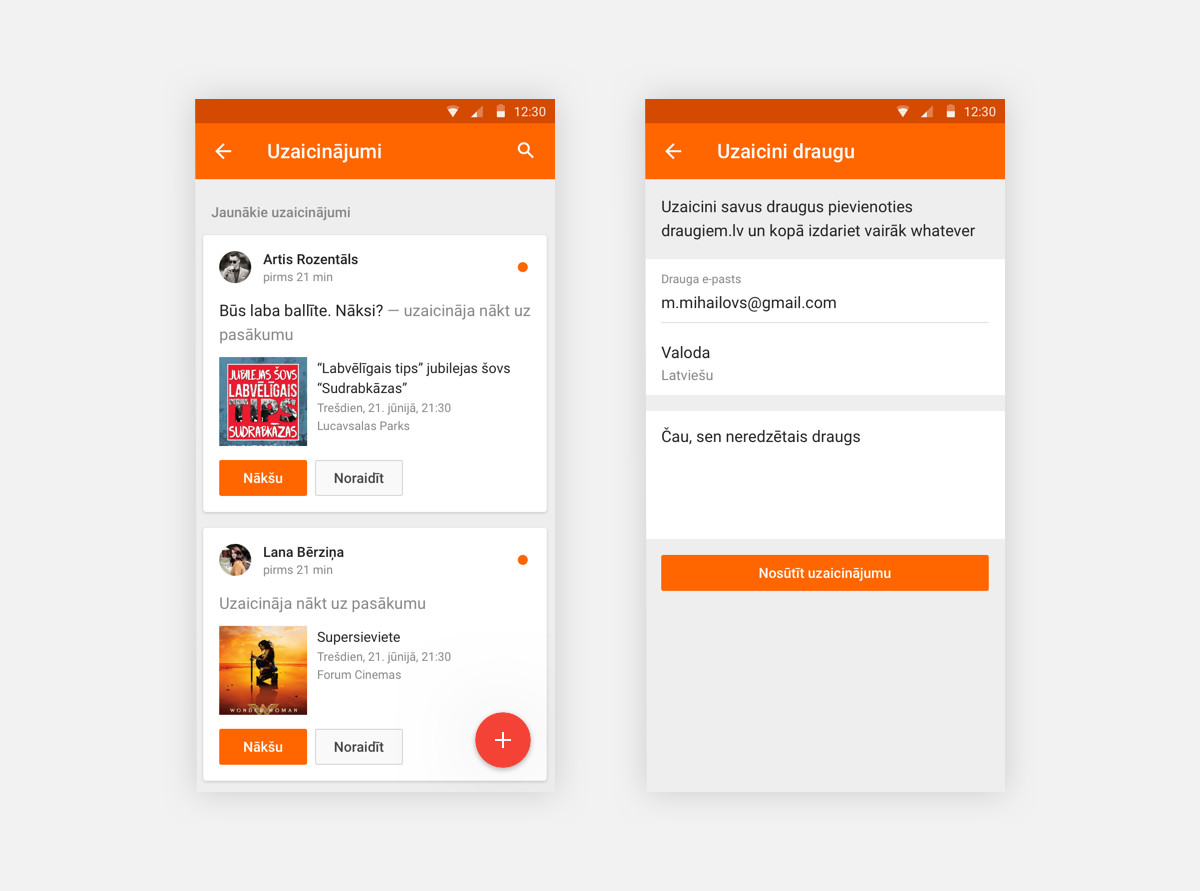 12:30
Uzaicinājumi
Jaunākie uzaicinājumi
Artis Rozentāls
pirms 21 min
Būs laba ballīte. Nāksi? — uzaicināja nākt uz
pasākumu
JUBILEJAS ŠOVS
LABVĒLĪGAIS
TIPS
SUDRABKĀZAS
“Labvēlīgais tips” jubilejas šovs
“Sudrabkāzas”
Trešdien, 21. jūnijā, 21:30
Lucavsalas Parks
Nākšu
Noraidīt
Lana Bērziņa
pirms 21 min
Uzaicināja nākt uz pasākumu
WONDER WOMAN
Supersieviete
Trešdien, 21. jūnijā, 21:30
Forum Cinemas
Nākšu
Noraidīt
12:30
Uzaicini draugu
Uzaicini savus draugus pievienoties
draugiem.lv un kopā izdariet vairāk whatever
Drauga e-pasts
m.mihailovs@gmail.com
Valoda
Latviešu
Čau, sen neredzētais draugs
Nosūtīt uzaicinājumu